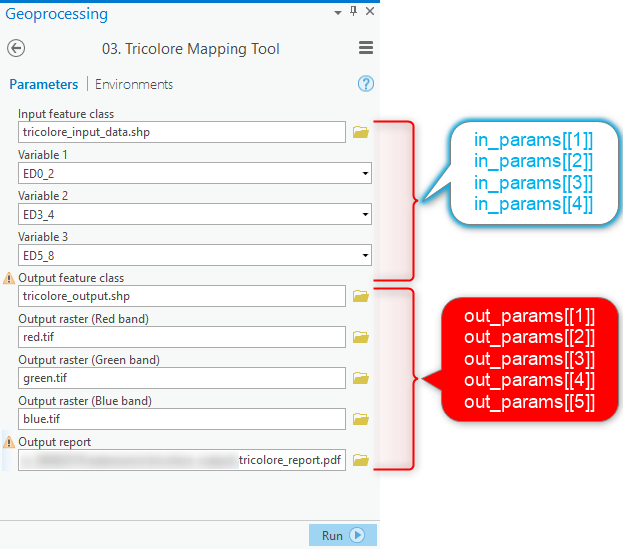 Geoprocessing
03. Tricolore Mapping Tool
Parameters | Environments
Input feature class
tricolore_input_data.shp
Variable 1
ED0_2
Variable 2
ED3_4
Variable 3
ED5_8
Output feature class
tricolore_output.shp
Output raster (Red band)
red.tif
Output raster (Green band)
green.tif
Output raster (Blue band)
blue.tif
Output report
tricolore_report.pdf
Run
in_params[[1]]
in_params[[2]]
in_params[[3]]
in_params[[4]]
out_params[[1]]
out_params[[2]]
out_params[[3]]
out_params[[4]]
out_params[[5]]